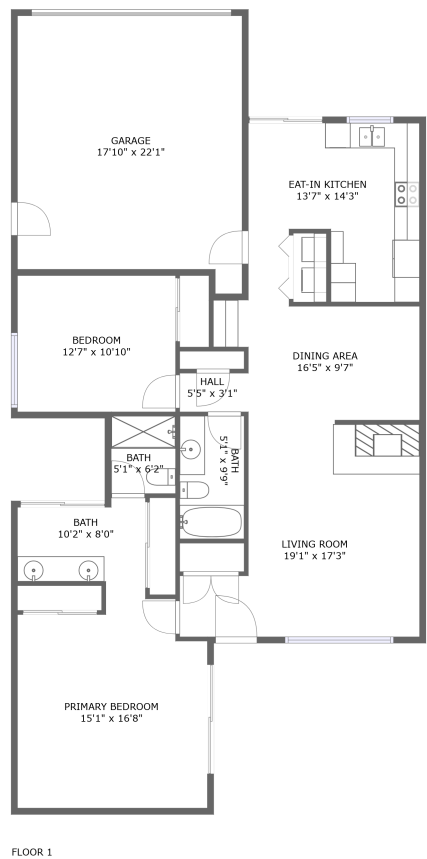 GARAGE
17'10" x 22'1"
EAT-IN KITCHEN
13'7" x 14'3"
BEDROOM
12'7" x 10'10"
DINING AREA
16'5" x 9'7"
HALL
5'5" x 3'1"
BATH
5'1" x 6'2"
BATH
5'1" x 9'9"
BATH
10'2" x 8'0"
LIVING ROOM
19'1" x 17'3"
PRIMARY BEDROOM
15'1" x 16'8"
FLOOR 1